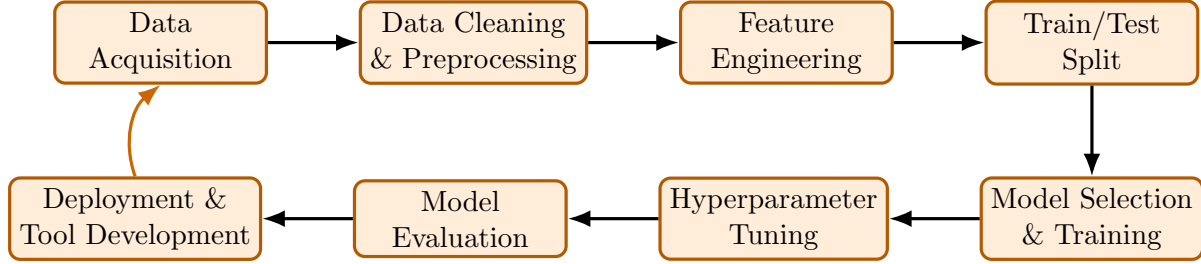 Data
Acquisition
Data Cleaning
& Preprocessing
Feature
Engineering
Train/Test
Split
Model Selection
& Training
Hyperparameter
Tuning
Model
Evaluation
Deployment &
Tool Development